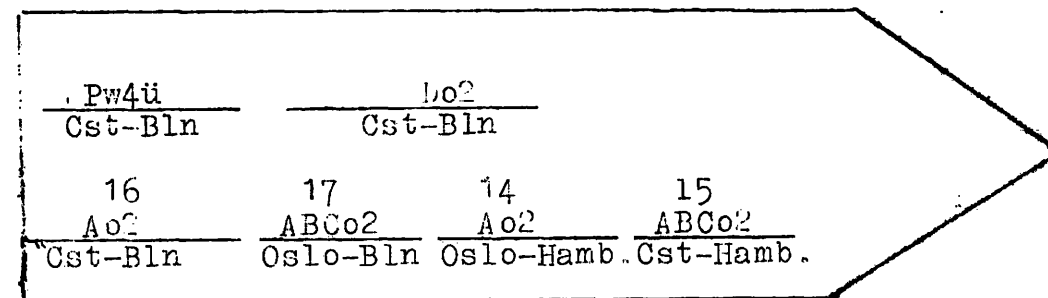 Pw4ü Do2
Cst-Bln Cst-Bln
16 17 14 15
Ao2 ABCo2 Ao2 ABCo2
Cst-Bln Oslo-Bln Oslo-Hamb. Cst-Hamb.